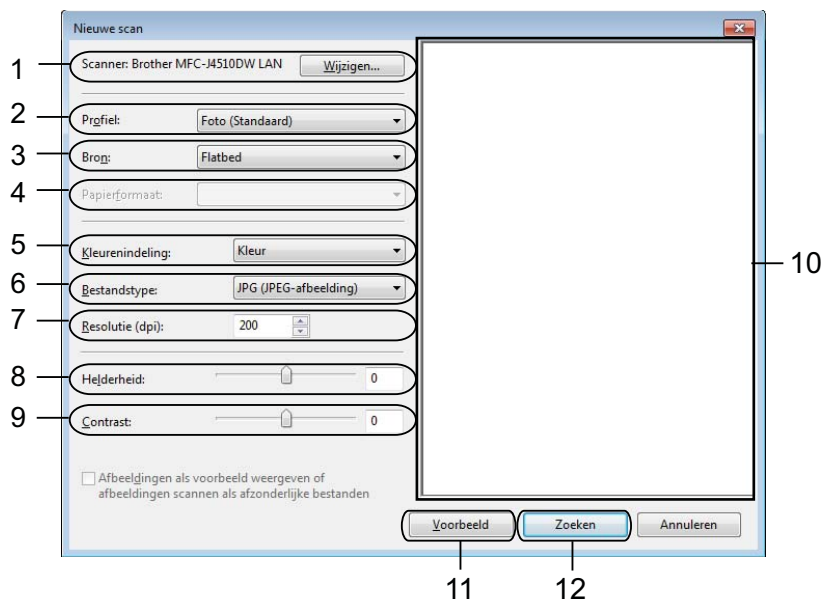 Nieuwe scan
1 Scanner: Brother MFC-J4510DW LAN Wijzigen...
2 Profiel: Foto (Standaard)
3 Bron: Flatbed
4 Papierformaat:
5 Kleurenindeling: Kleur
6 Bestandstype: JPG (JPEG-afbeelding)
7 Resolutie (dpi): 200
8 Helderheid: 0
9 Contrast: 0
10
Afbeeldingen als voorbeeld weergeven of
afbeeldingen scannen als afzonderlijke bestanden
Voorbeeld Zoeken Annuleren
11 12